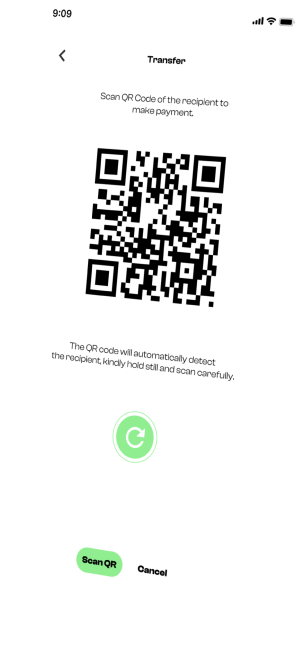 9:09
Transfer
Scan QR Code of the recipient to
make payment.
The QR code will automatically detect
the recipient, kindly hold still and scan carefully.
Scan QR
Cancel